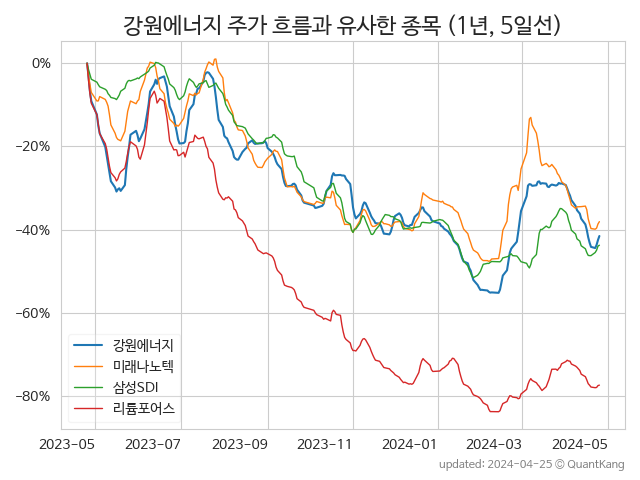 강원에너지 주가 흐름과 유사한 종목 (1년, 5일선)
0%
−20%
−40%
−60%
−80%
강원에너지
미래나노텍
삼성SDI
리튬포어스
2023−05
2023−07
2023−09
2023−11
2024−01
2024−03
2024−05
updated: 2024−04−25 © QuantKang